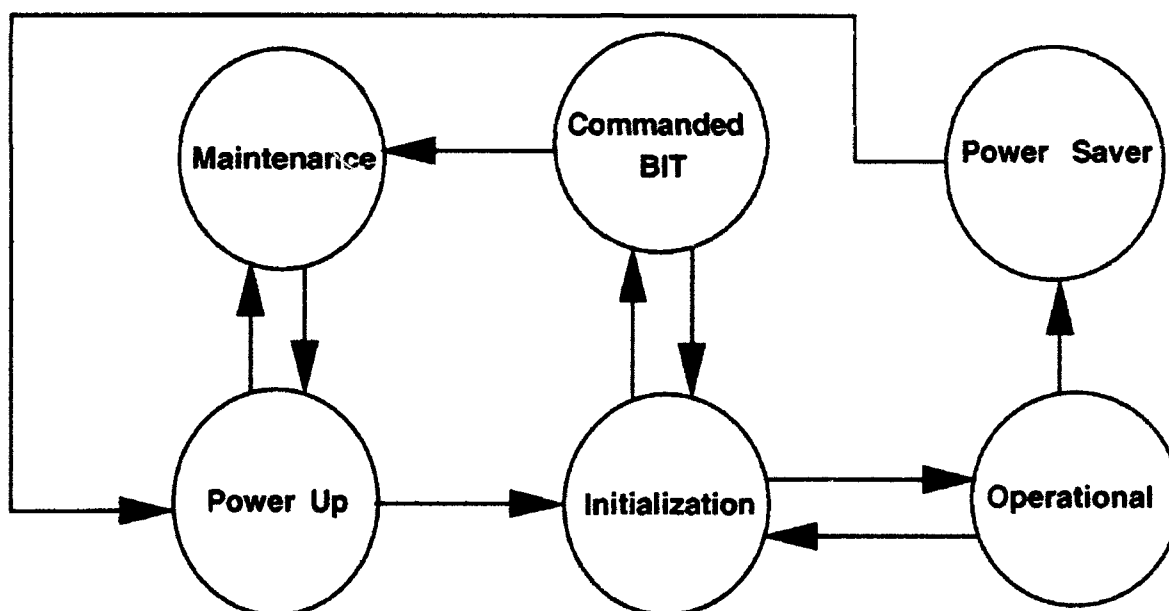 Maintenance
Commanded
BIT
Power Saver
Power Up
Initialization
Operational